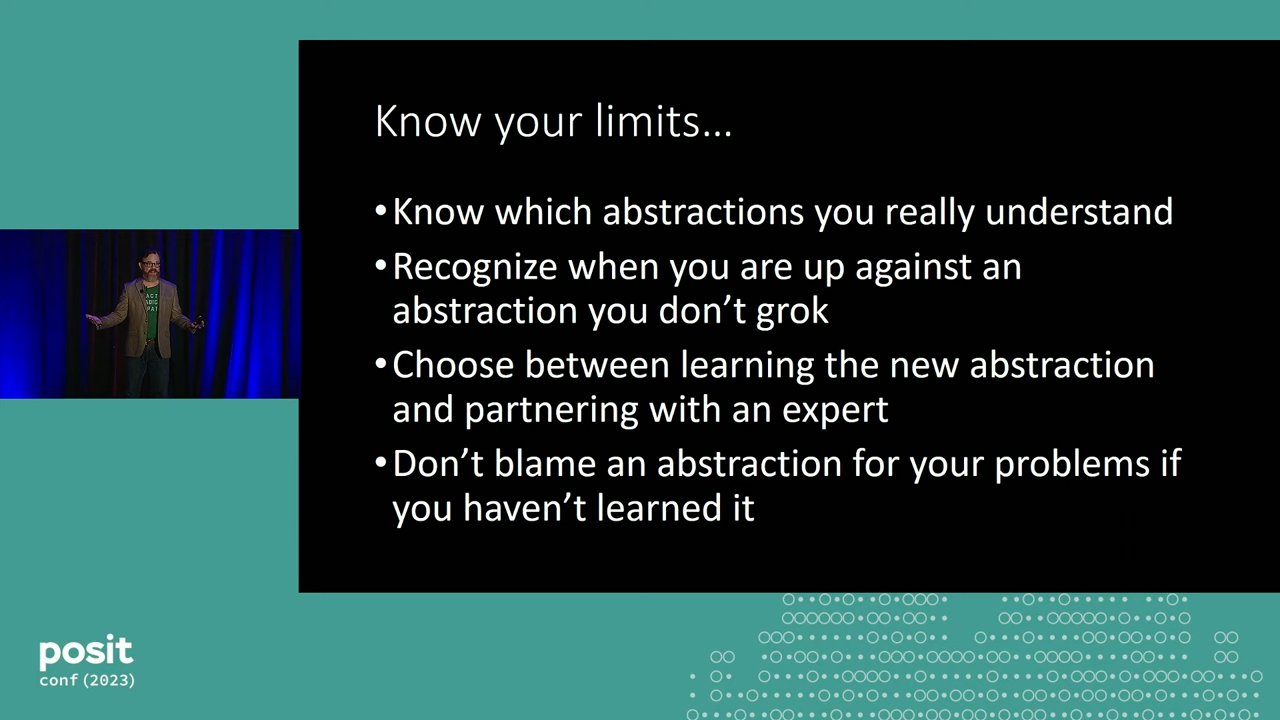 Know your limits...
•Know which abstractions you really understand
•Recognize when you are up against an
abstraction you don't grok
•Choose between learning the new abstraction
and partnering with an expert
•Don't blame an abstraction for your problems if
you haven't learned it
posit
conf(2023)